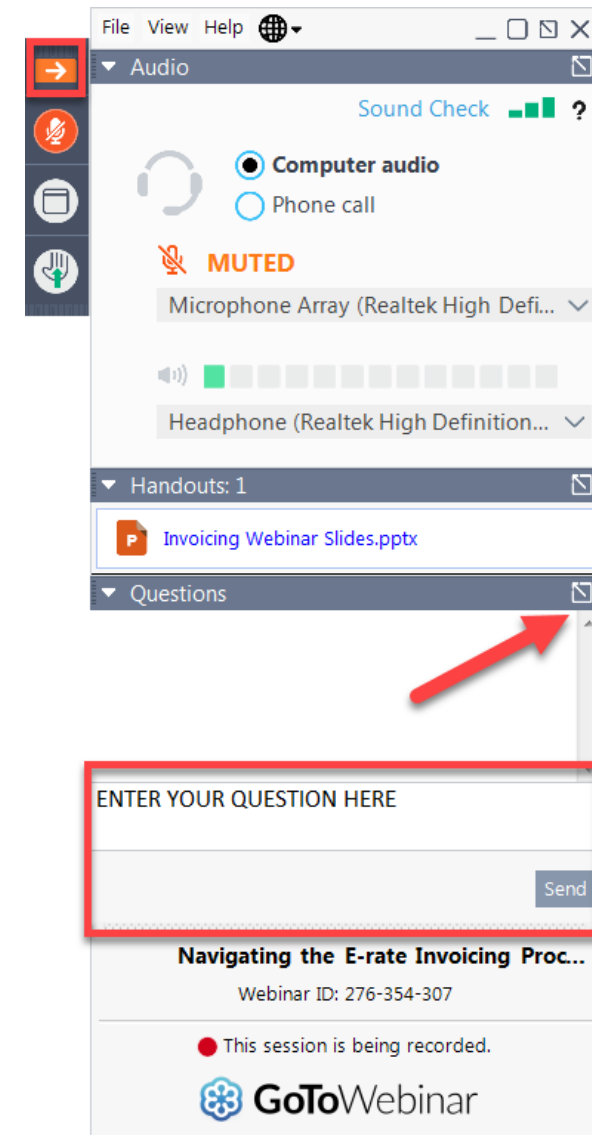 File View Help
Audio
Sound Check ?
Computer audio
Phone call
MUTED
Microphone Array (Realtek High Defi...
Headphone (Realtek High Definition...
Handouts: 1
P Invoicing Webinar Slides.pptx
Questions
ENTER YOUR QUESTION HERE
Send
Navigating the E-rate Invoicing Proc...
Webinar ID: 276-354-307
This session is being recorded.
GoToWebinar